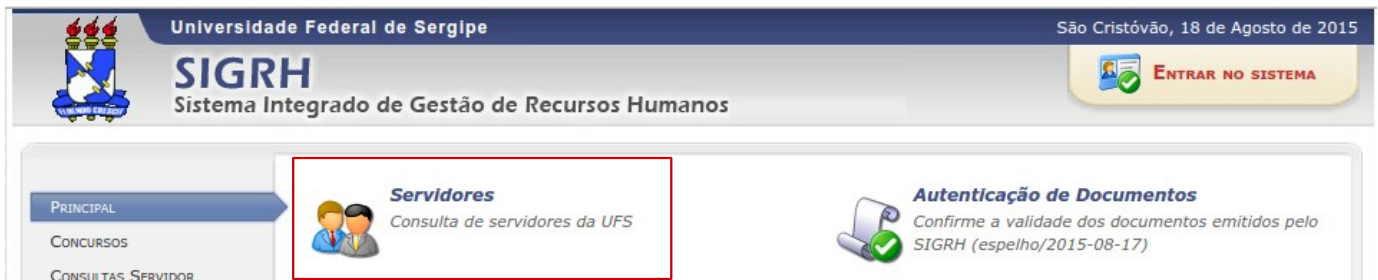 Universidade Federal de Sergipe
São Cristóvão, 18 de Agosto de 2015
SIGRH
Sistema Integrado de Gestão de Recursos Humanos
ENTRAR NO SISTEMA
PRINCIPAL
CONCURSOS
CONSULTAS SERVIDOR
Servidores
Consulta de servidores da UFS
Autenticação de Documentos
Confirme a validade dos documentos emitidos pelo
SIGRH (espelho/2015-08-17)